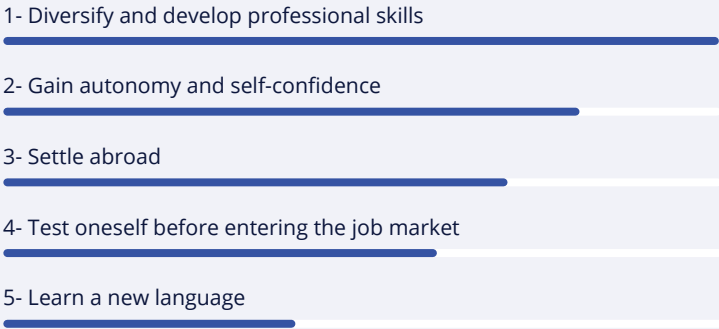 1- Diversify and develop professional skills
2- Gain autonomy and self-confidence
3- Settle abroad
4- Test oneself before entering the job market
5- Learn a new language